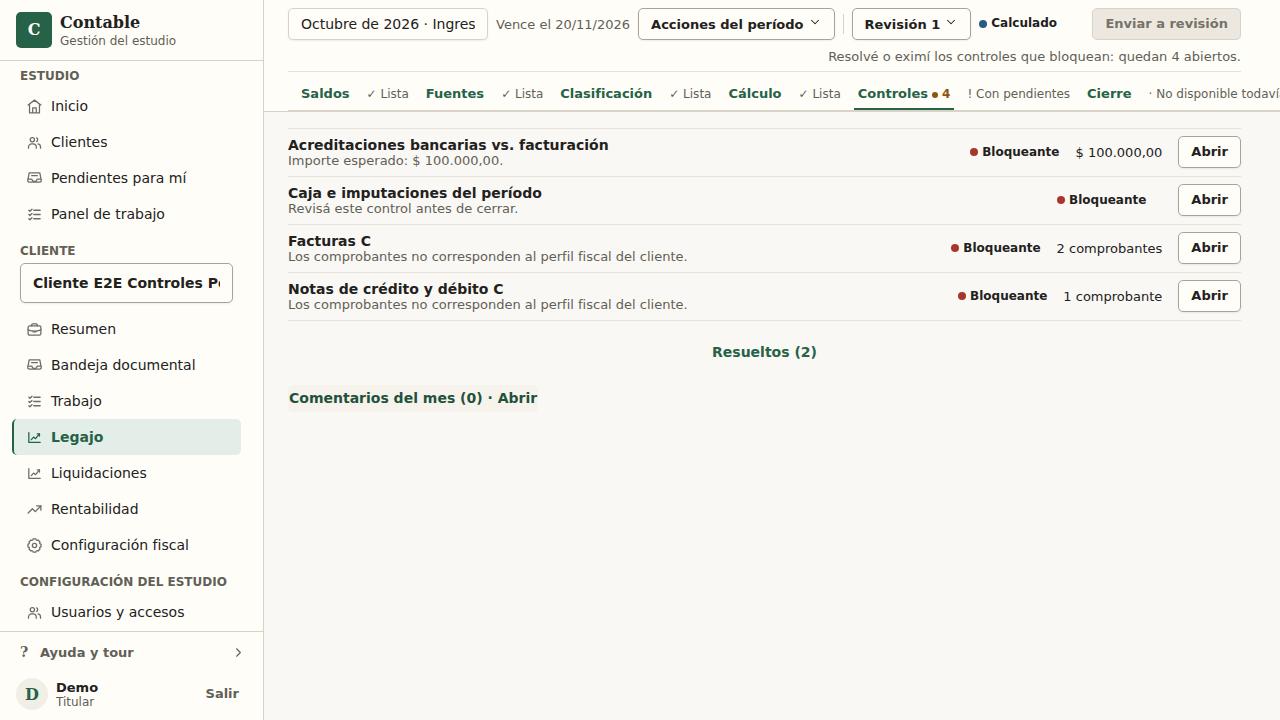 C
Contable
Gestión del estudio
ESTUDIO
Inicio
Clientes
Pendientes para mí
Panel de trabajo
CLIENTE
Cliente E2E Controles
Resumen
Bandeja documental
Trabajo
Legajo
Liquidaciones
Rentabilidad
Configuración fiscal
CONFIGURACIÓN DEL ESTUDIO
Usuarios y accesos
? Ayuda y tour
D
Demo
Titular
Salir
Octubre de 2026 · Ingres
Vence el 20/11/2026
Acciones del período
Revisión 1
Calculado
Enviar a revisión
Resolvé o eximí los controles que bloquean: quedan 4 abiertos.
Saldos ✓ Lista Fuentes ✓ Lista Clasificación ✓ Lista Cálculo ✓ Lista Controles 4 ! Con pendientes Cierre · No disponible todaví
Acreditaciones bancarias vs. facturación
Importe esperado: $ 100.000,00.
Bloqueante $ 100.000,00 Abrir
Caja e imputaciones del período
Revisá este control antes de cerrar.
Bloqueante Abrir
Facturas C
Los comprobantes no corresponden al perfil fiscal del cliente.
Bloqueante 2 comprobantes Abrir
Notas de crédito y débito C
Los comprobantes no corresponden al perfil fiscal del cliente.
Bloqueante 1 comprobante Abrir
Resueltos (2)
Comentarios del mes (0) · Abrir